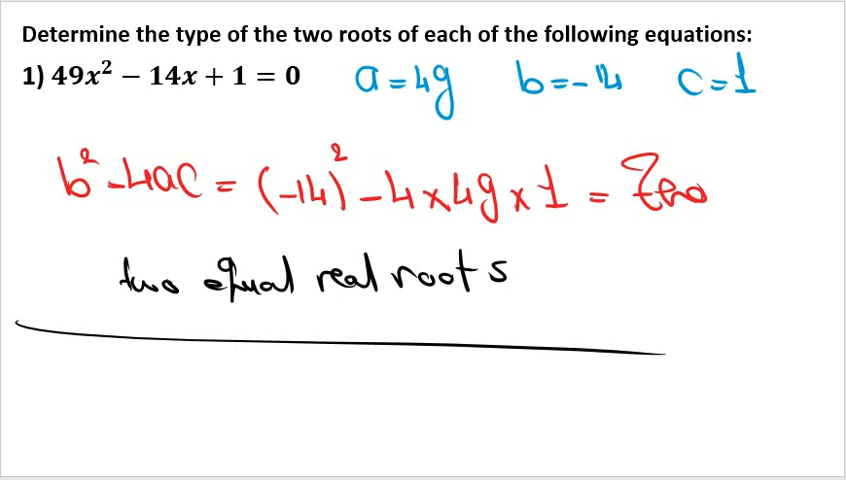 Determine the type of the two roots of each of the following equations:
1) 49x² − 14x + 1 = 0 a = 49 b = -14 c = 1
b² - 4ac = (-14)² - 4 x 49 x 1 = Zero
two equal real roots